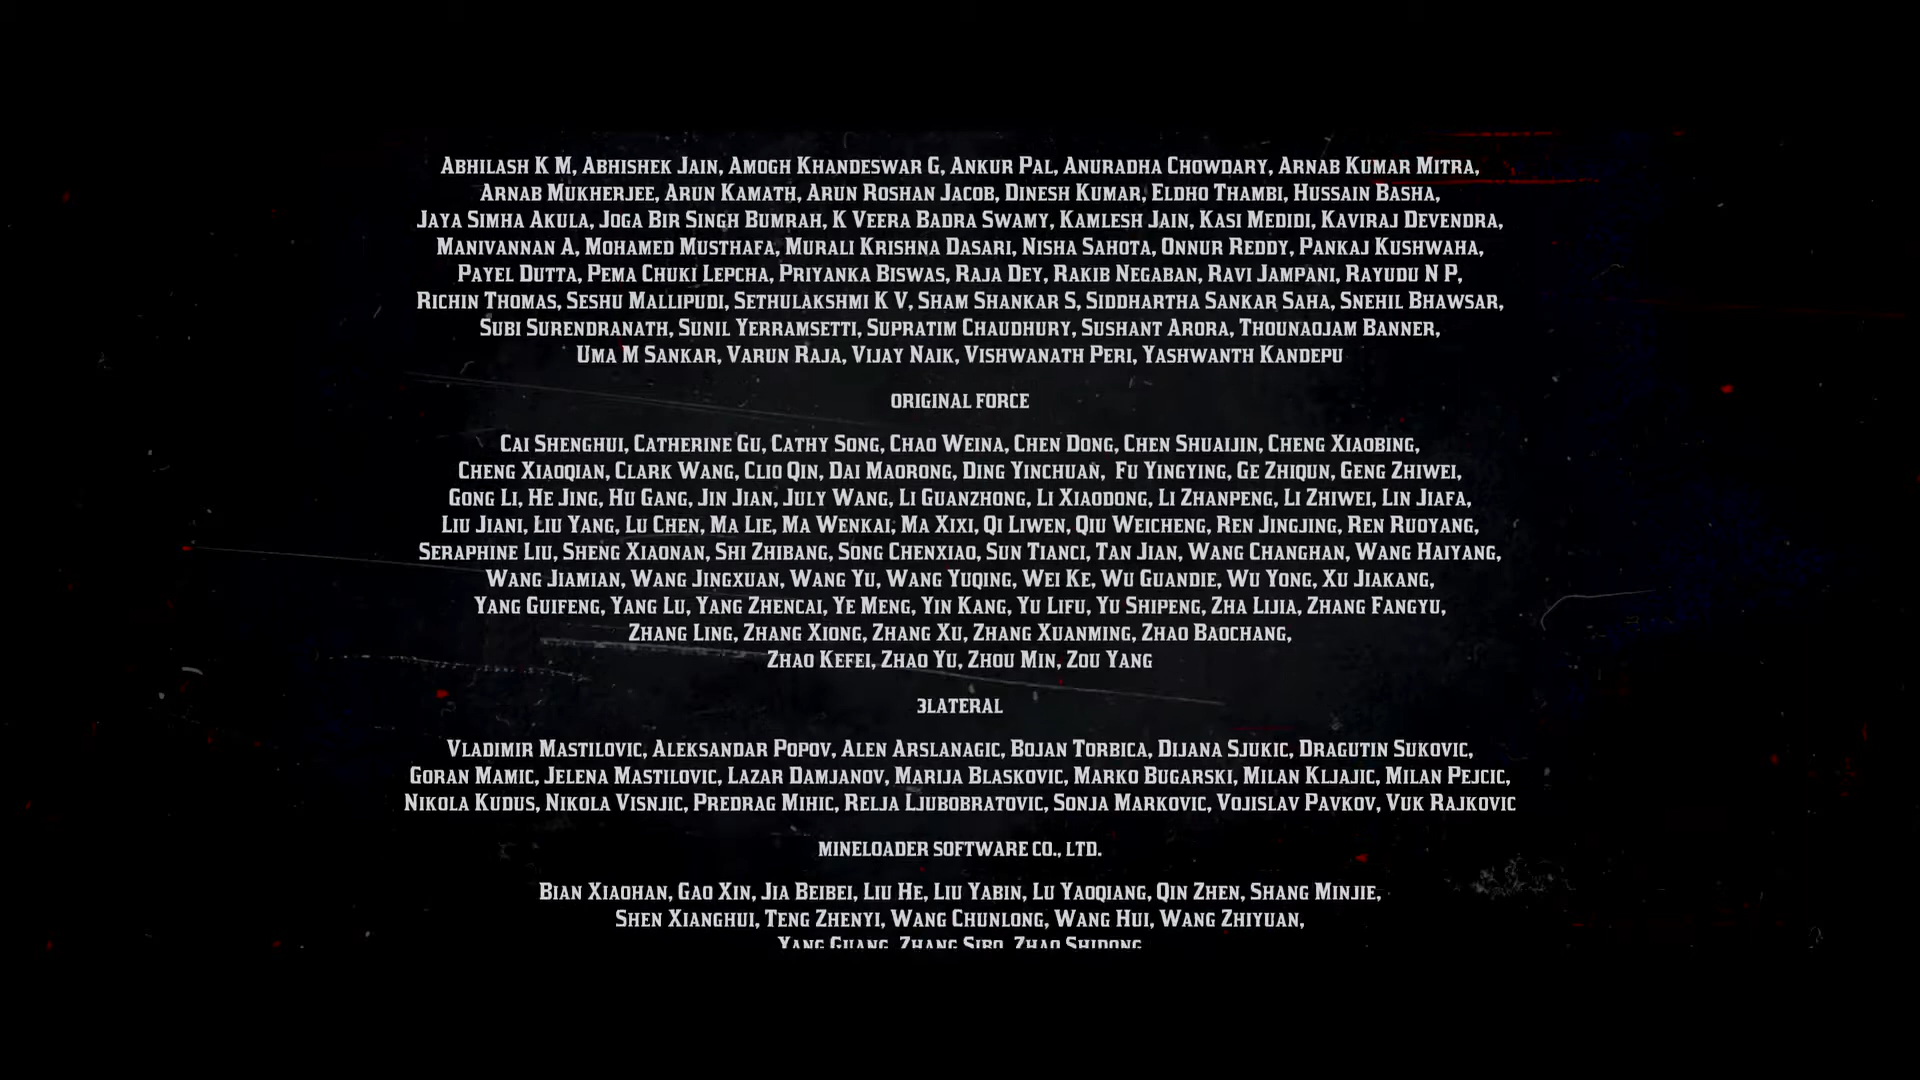 Abhilash K M, Abhishek Jain, Amogh Khandeswar G, Ankur Pal, Anuradha Chowdary, Arnab Kumar Mitra,
Arnab Mukherjee, Arun Kamath, Arun Roshan Jacob, Dinesh Kumar, Eldho Thambi, Hussain Basha,
Jaya Simha Akula, Joga Bir Singh Bumrah, K Veera Badra Swamy, Kamlesh Jain, Kasi Medidi, Kaviraj Devendra,
Manivannan A, Mohamed Musthafa, Murali Krishna Dasari, Nisha Sahota, Onnur Reddy, Pankaj Kushwaha,
Payel Dutta, Pema Chuki Lepcha, Priyanka Biswas, Raja Dey, Rakib Negaban, Ravi Jampani, Rayudu N P,
Richin Thomas, Seshu Mallipudi, Sethulakshmi K V, Sham Shankar S, Siddhartha Sankar Saha, Snehil Bhawsar,
Subi Surendranath, Sunil Yerramsetti, Supratim Chaudhury, Sushant Arora, Thounaojam Banner,
Uma M Sankar, Varun Raja, Vijay Naik, Vishwanath Peri, Yashwanth Kandepu
ORIGINAL FORCE
Cai Shenghui, Catherine Gu, Cathy Song, Chao Weina, Chen Dong, Chen Shuaijin, Cheng Xiaobing,
Cheng Xiaoqian, Clark Wang, Clio Qin, Dai Maorong, Ding Yinchuan, Fu Yingying, Ge Zhiqun, Geng Zhiwei,
Gong Li, He Jing, Hu Gang, Jin Jian, July Wang, Li Guanzhong, Li Xiaodong, Li Zhanpeng, Li Zhiwei, Lin Jiafa,
Liu Jiani, Liu Yang, Lu Chen, Ma Lie, Ma Wenkai, Ma Xixi, Qi Liwen, Qiu Weicheng, Ren Jingjing, Ren Ruoyang,
Seraphine Liu, Sheng Xiaonan, Shi Zhibang, Song Chenxiao, Sun Tianci, Tan Jian, Wang Changhan, Wang Haiyang,
Wang Jiamian, Wang Jingxuan, Wang Yu, Wang Yuqing, Wei Ke, Wu Guandie, Wu Yong, Xu Jiakang,
Yang Guifeng, Yang Lu, Yang Zhencai, Ye Meng, Yin Kang, Yu Lifu, Yu Shipeng, Zha Lijia, Zhang Fangyu,
Zhang Ling, Zhang Xiong, Zhang Xu, Zhang Xuanming, Zhao Baochang,
Zhao Kefei, Zhao Yu, Zhou Min, Zou Yang
3LATERAL
Vladimir Mastilovic, Aleksandar Popov, Alen Arslanagic, Bojan Torbica, Dijana Sjukic, Dragutin Sukovic,
Goran Mamic, Jelena Mastilovic, Lazar Damjanov, Marija Blaskovic, Marko Bugarski, Milan Kljajic, Milan Pejcic,
Nikola Kudus, Nikola Visnjic, Predrag Mihic, Relja Ljubobratovic, Sonja Markovic, Vojislav Pavkov, Vuk Rajkovic
MINELOADER SOFTWARE CO., LTD.
Bian Xiaohan, Gao Xin, Jia Beibei, Liu He, Liu Yabin, Lu Yaoqiang, Qin Zhen, Shang Minjie,
Shen Xianghui, Teng Zhenyi, Wang Chunlong, Wang Hui, Wang Zhiyuan,
Yang Guang, Zhang Sibo, Zhao Shidong